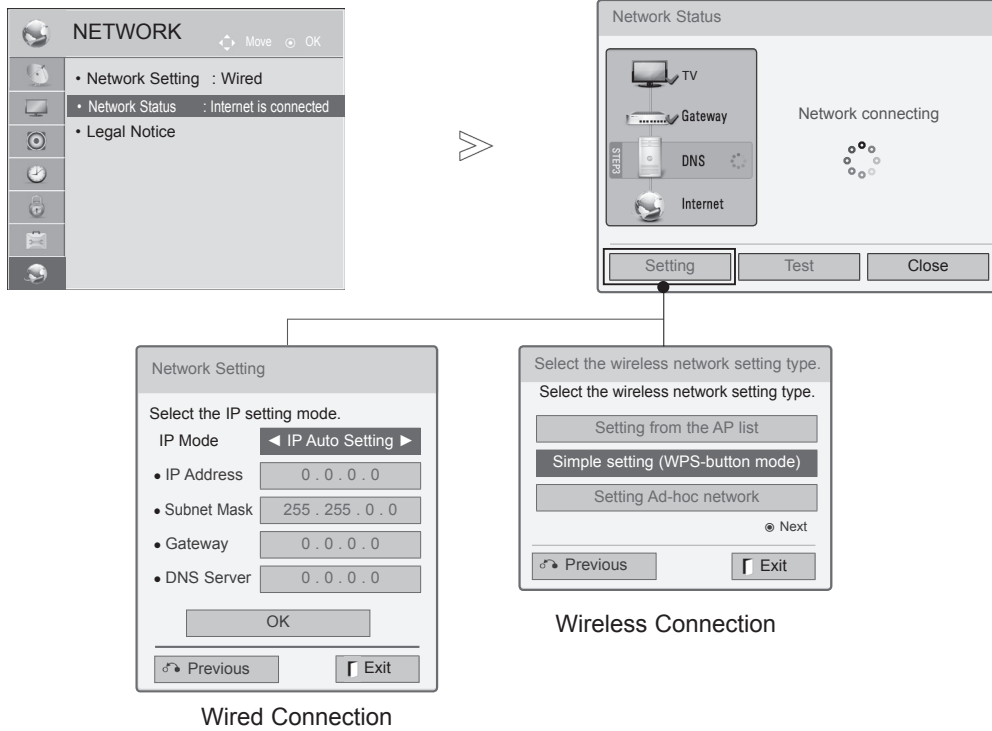 NETWORK
Move OK
• Network Setting : Wired
• Network Status : Internet is connected
• Legal Notice
Network Status
TV
Gateway
STEP3
DNS
Internet
Network connecting
Setting
Test
Close
Network Setting
Select the IP setting mode.
IP Mode ◄ IP Auto Setting ►
● IP Address 0 . 0 . 0 . 0
● Subnet Mask 255 . 255 . 0 . 0
● Gateway 0 . 0 . 0 . 0
● DNS Server 0 . 0 . 0 . 0
OK
Previous
Exit
Wired Connection
Select the wireless network setting type.
Select the wireless network setting type.
Setting from the AP list
Simple setting (WPS-button mode)
Setting Ad-hoc network
Next
Previous
Exit
Wireless Connection